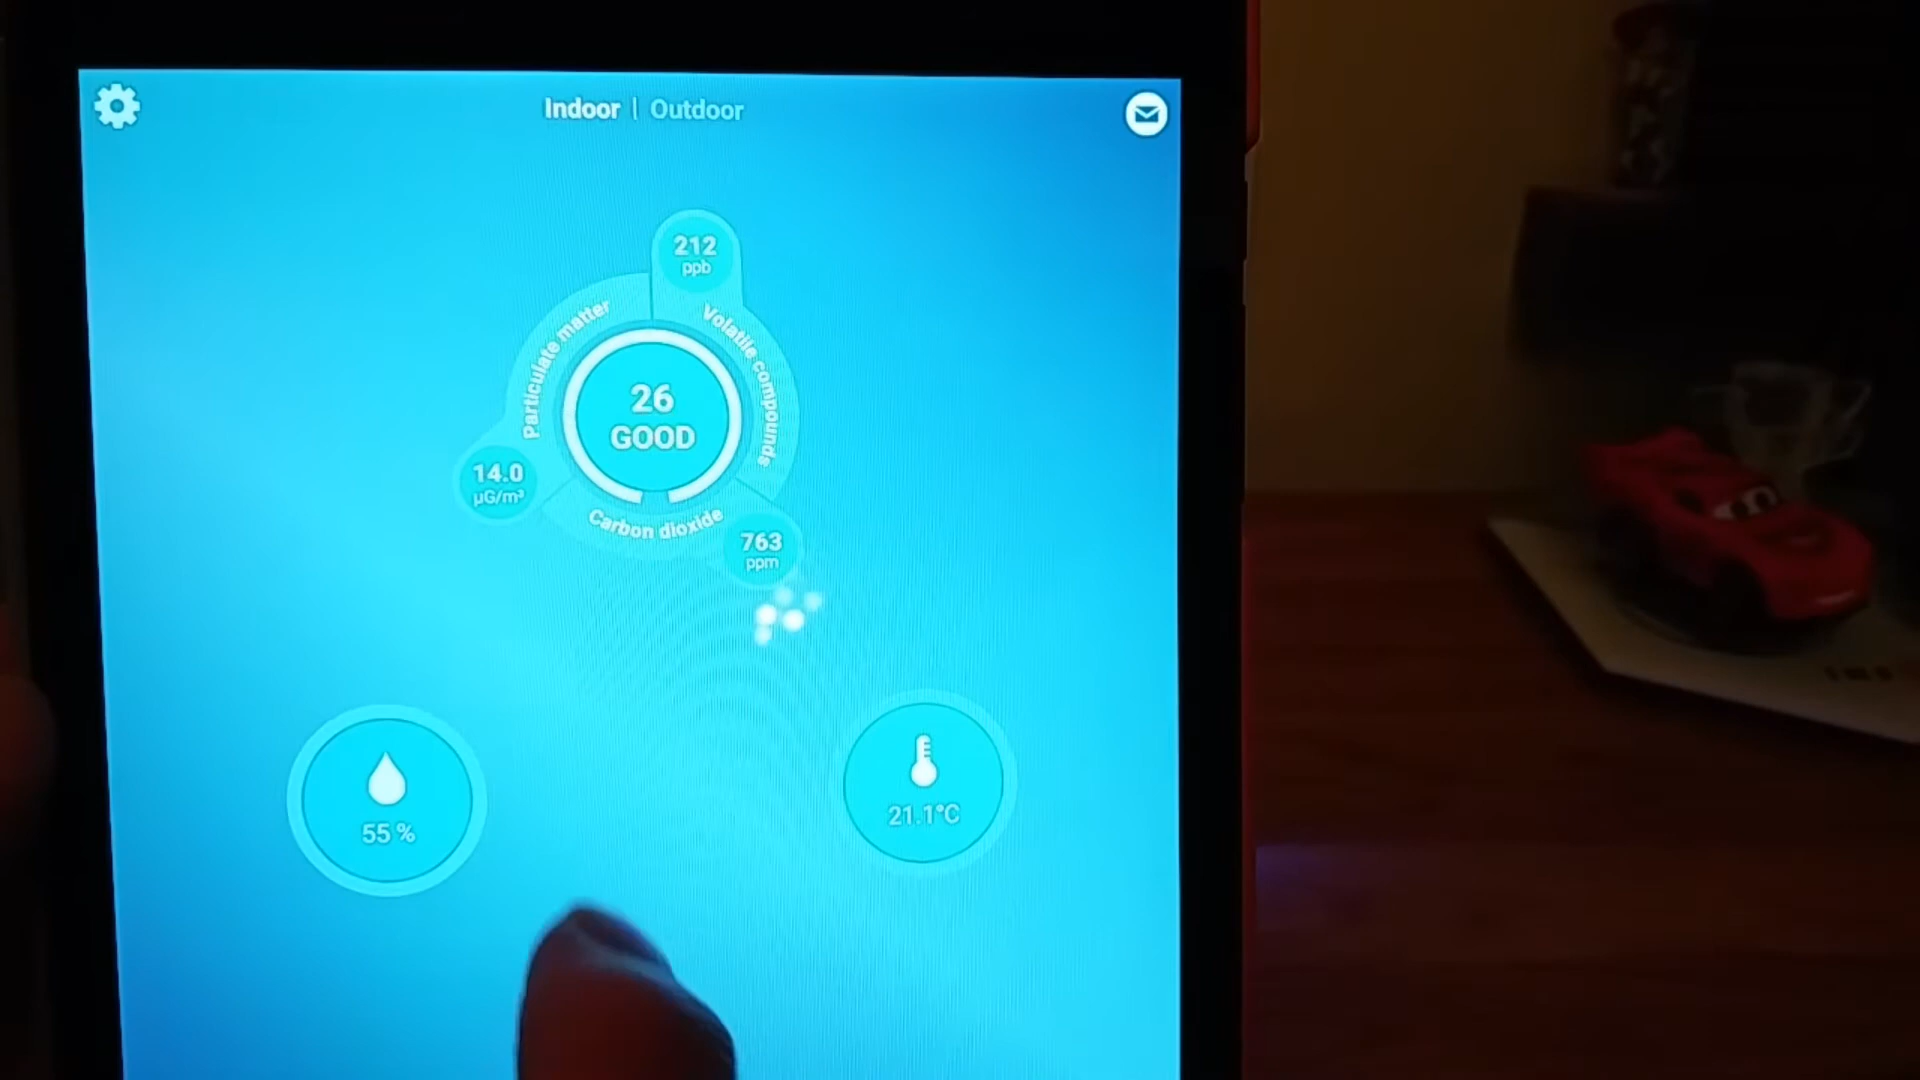 Indoor | Outdoor
212
ppb
Particulate matter
Volatile compounds
26
GOOD
14.0
µG/m³
Carbon dioxide
763
ppm
55 %
21.1°C